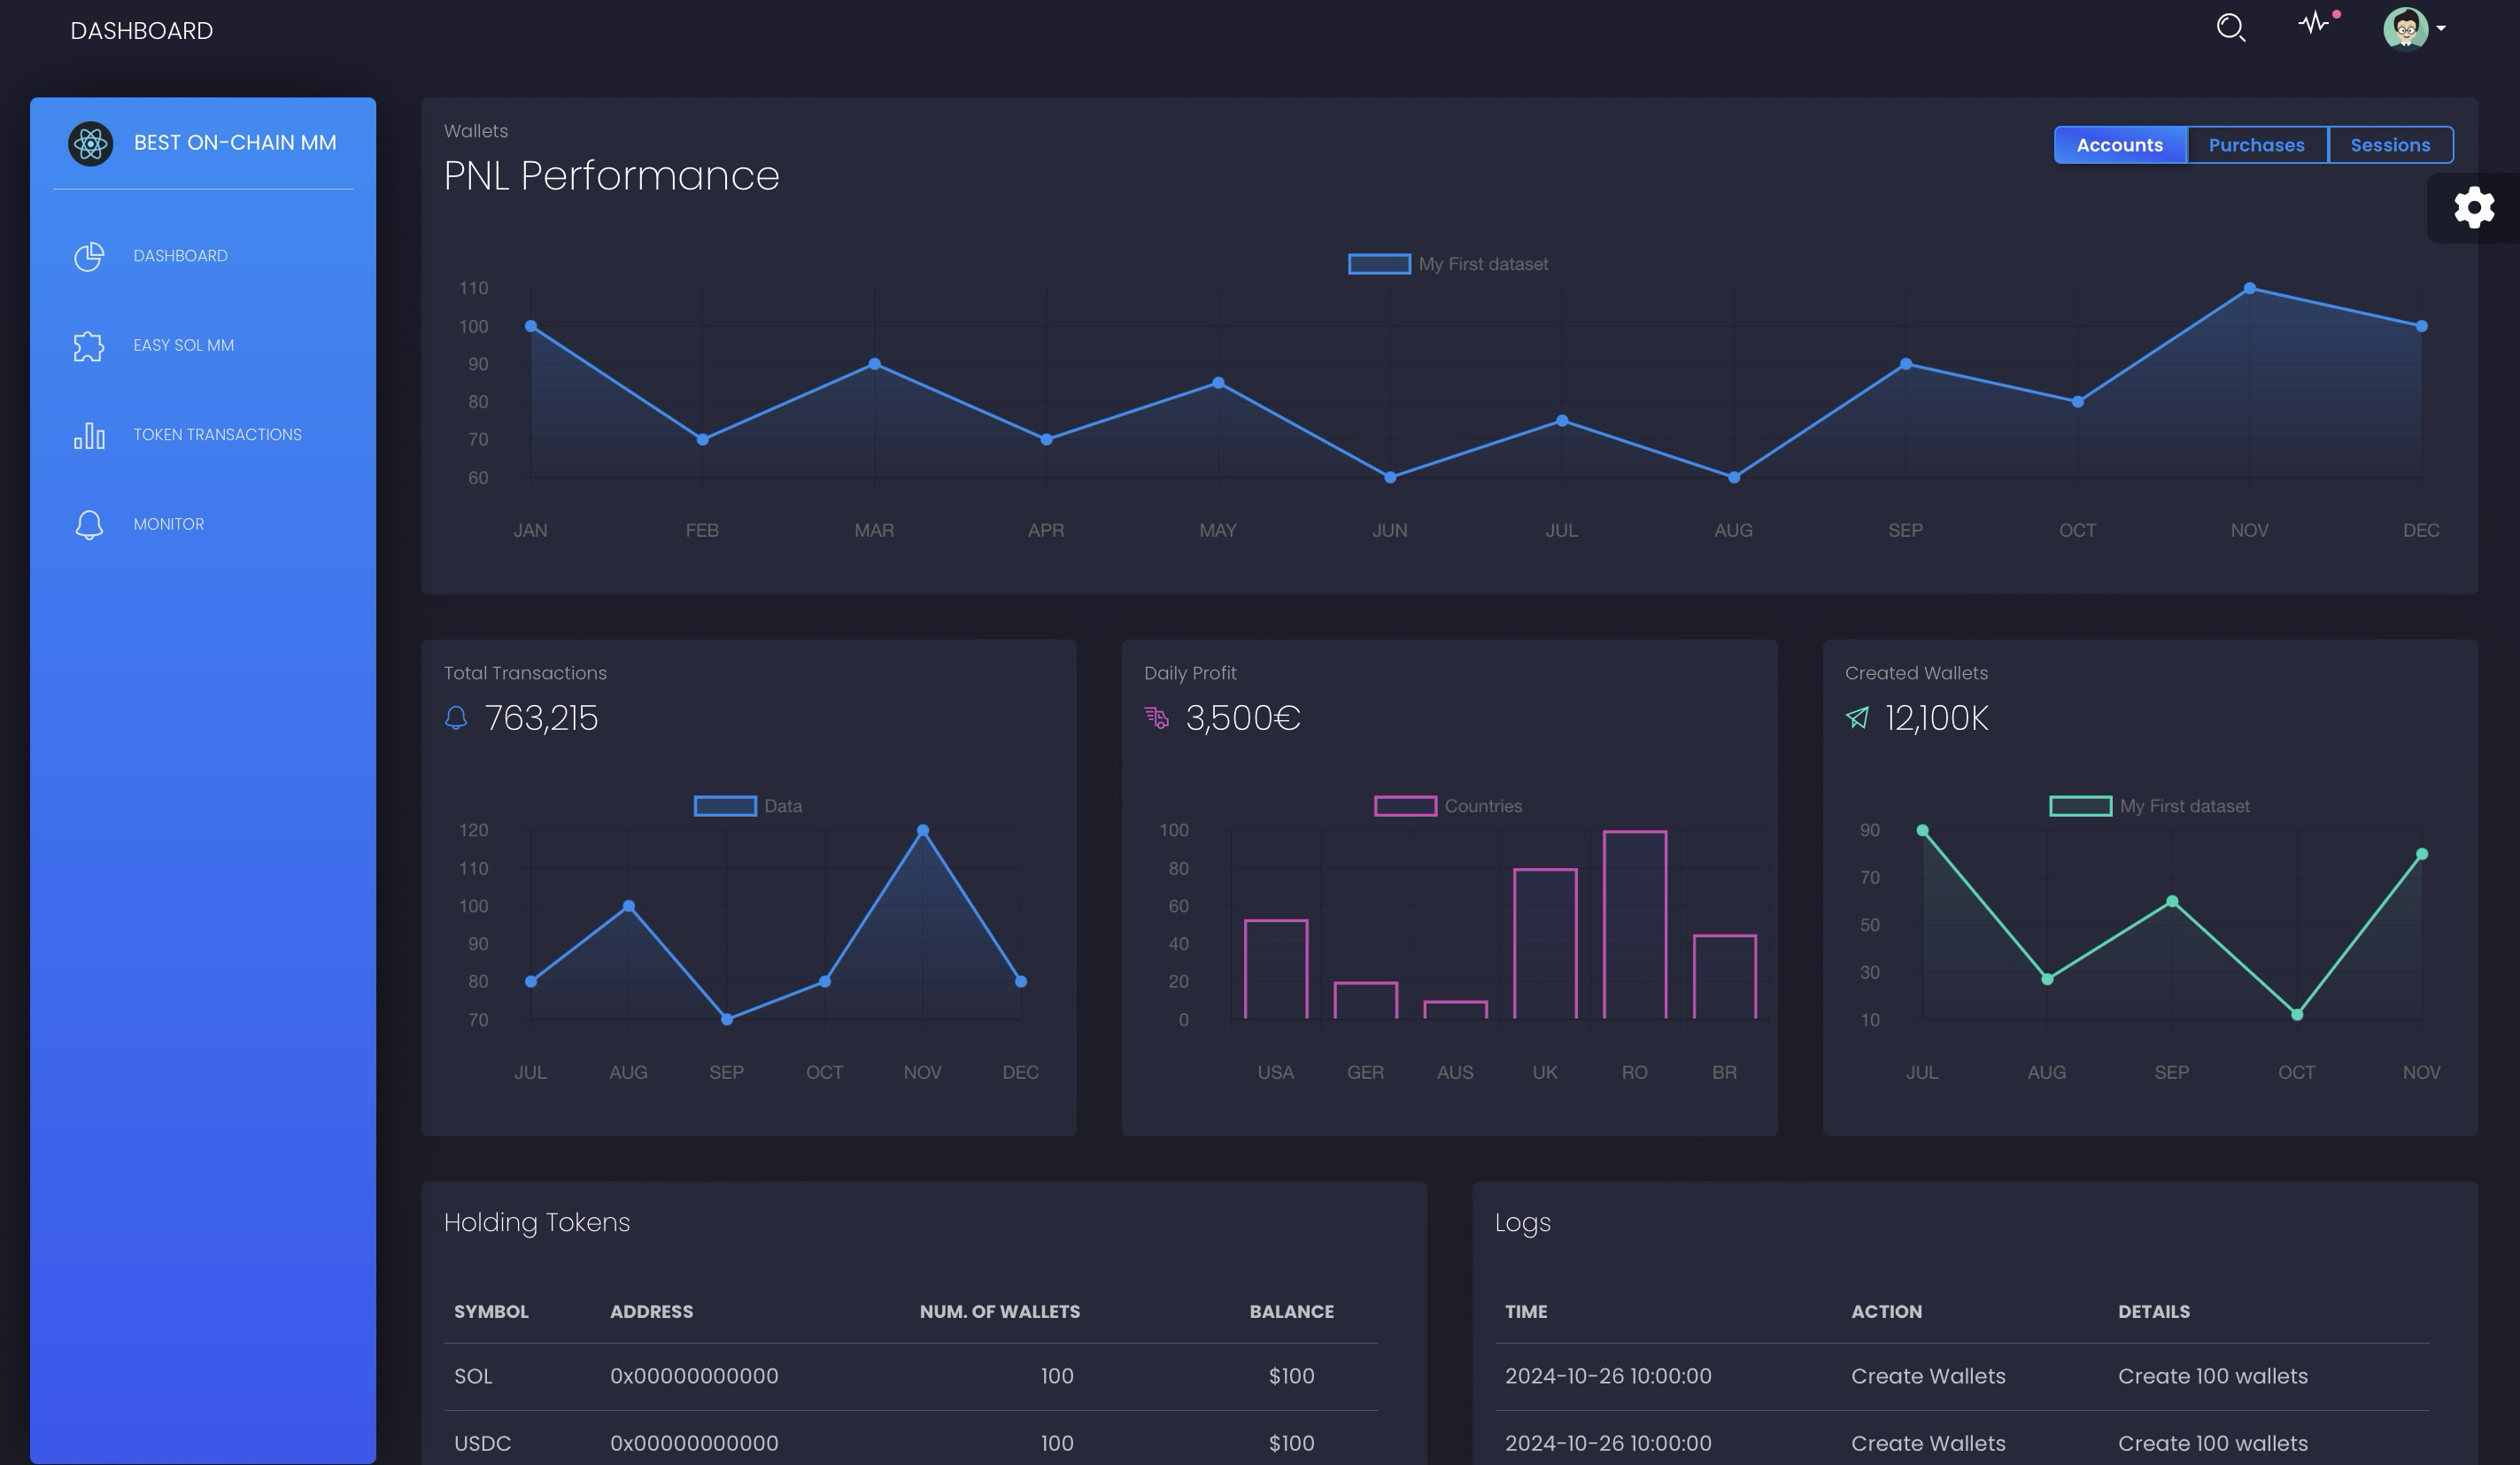 DASHBOARD
BEST ON-CHAIN MM
DASHBOARD
EASY SOL MM
TOKEN TRANSACTIONS
MONITOR
Wallets
PNL Performance
Accounts Purchases Sessions
My First dataset
110
100
90
80
70
60
JAN FEB MAR APR MAY JUN JUL AUG SEP OCT NOV DEC
Total Transactions
763,215
Data
120
110
100
90
80
70
JUL AUG SEP OCT NOV DEC
Daily Profit
3,500€
Countries
100
80
60
40
20
0
USA GER AUS UK RO BR
Created Wallets
12,100K
My First dataset
90
70
50
30
10
JUL AUG SEP OCT NOV
Holding Tokens
SYMBOL ADDRESS NUM. OF WALLETS BALANCE
SOL 0x00000000000 100 $100
USDC 0x00000000000 100 $100
Logs
TIME ACTION DETAILS
2024-10-26 10:00:00 Create Wallets Create 100 wallets
2024-10-26 10:00:00 Create Wallets Create 100 wallets